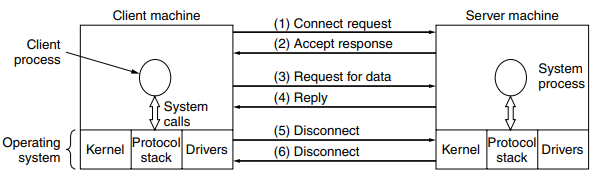 Client machine
Server machine
(1) Connect request
(2) Accept response
Client
process
(3) Request for data
System
process
(4) Reply
System
calls
Operating
system
Kernel
Protocol
stack
Drivers
(5) Disconnect
(6) Disconnect
Kernel
Protocol
stack
Drivers